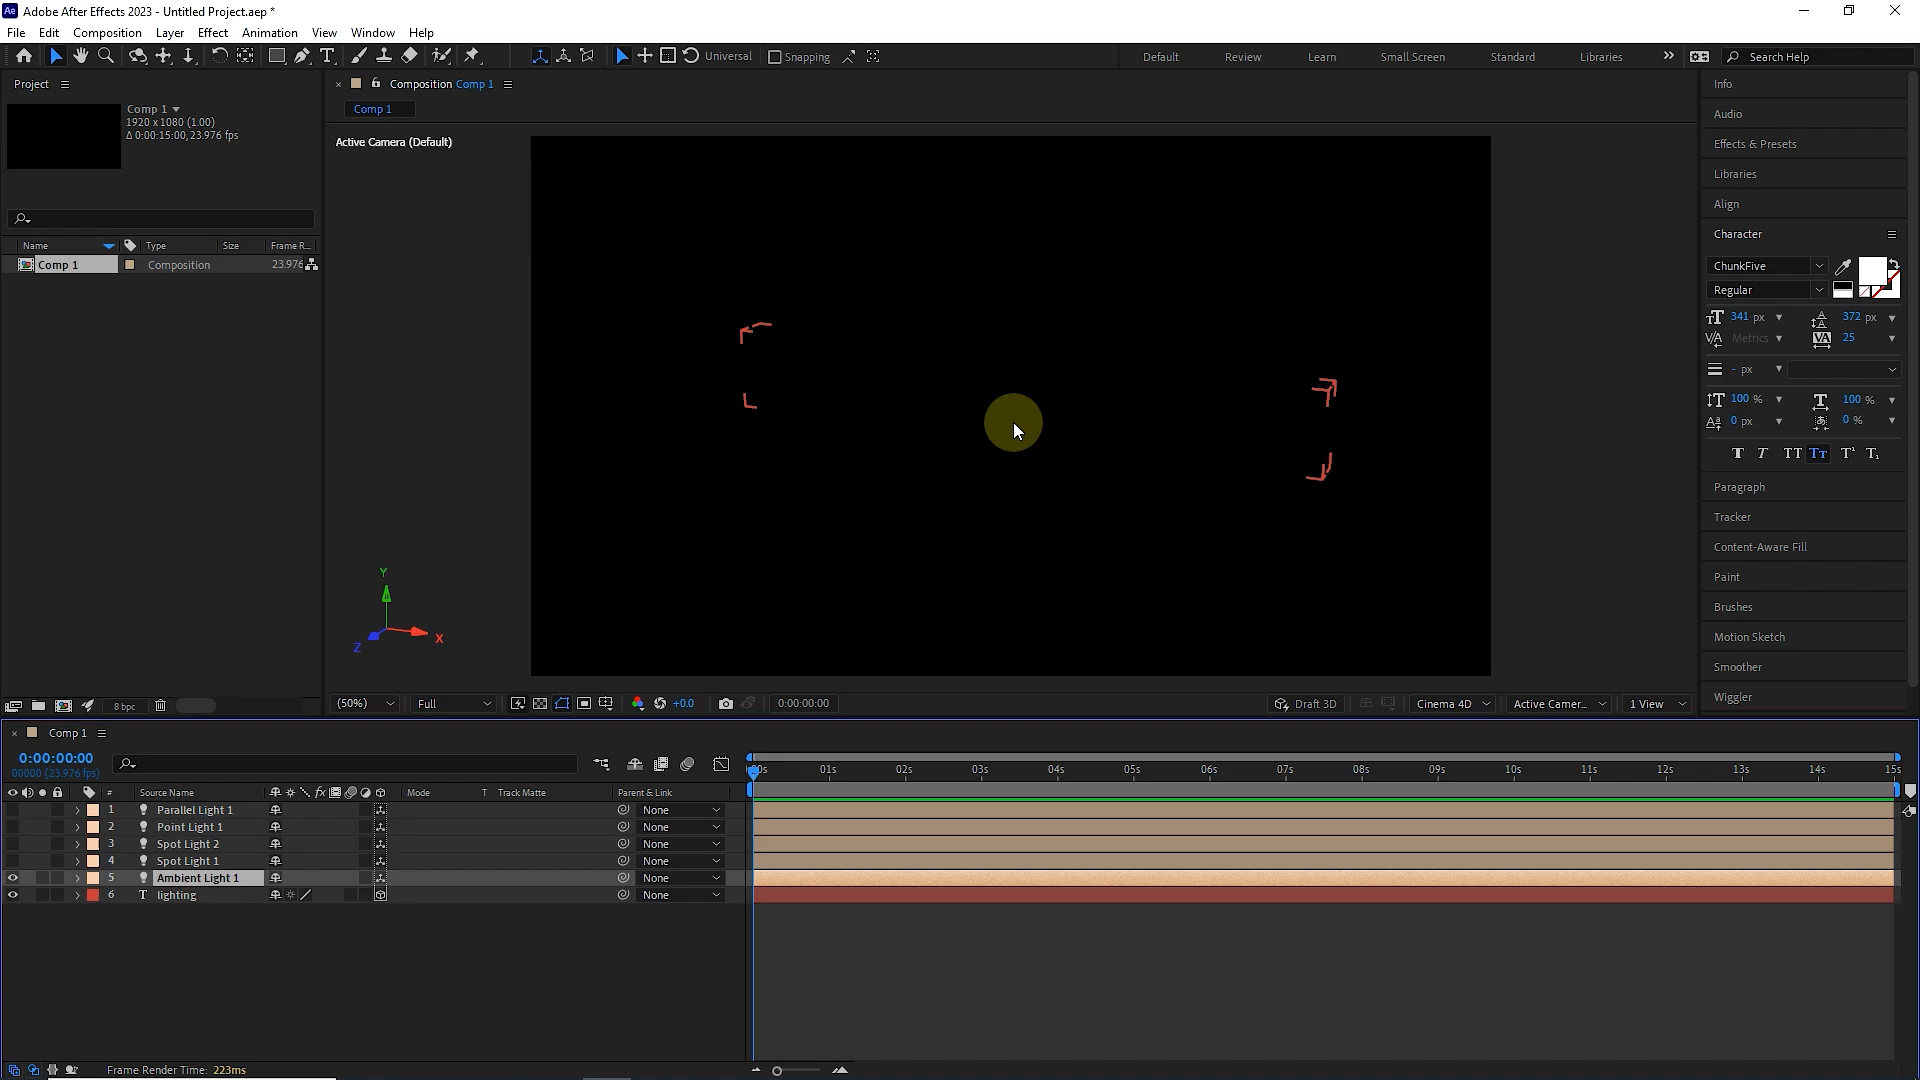 Ae Adobe After Effects 2023 - Untitled Project.aep *
File Edit Composition Layer Effect Animation View Window Help
Universal Snapping Default Review Learn Small Screen Standard Libraries Search Help
Project
Comp 1
1920 x 1080 (1.00)
Δ 0:00:15:00, 23.976 fps
Name Type Size Frame R...
Comp 1 Composition 23.976
8 bpc
Composition Comp 1
Comp 1
Active Camera (Default)
Y
X
Z
(50%) Full +0.0 0:00:00:00 Draft 3D Cinema 4D Active Camer... 1 View
Info
Audio
Effects & Presets
Libraries
Align
Character
ChunkFive
Regular
341 px 372 px
Metrics 25
- px
100 % 100 %
0 px 0 %
T T TT Tт T¹ T₁
Paragraph
Tracker
Content-Aware Fill
Paint
Brushes
Motion Sketch
Smoother
Wiggler
Comp 1
0:00:00:00
00000 (23.976 fps)
:00s 01s 02s 03s 04s 05s 06s 07s 08s 09s 10s 11s 12s 13s 14s 15s
# Source Name fx Mode T Track Matte Parent & Link
1 Parallel Light 1 None
2 Point Light 1 None
3 Spot Light 2 None
4 Spot Light 1 None
5 Ambient Light 1 None
6 T lighting None
Frame Render Time: 223ms